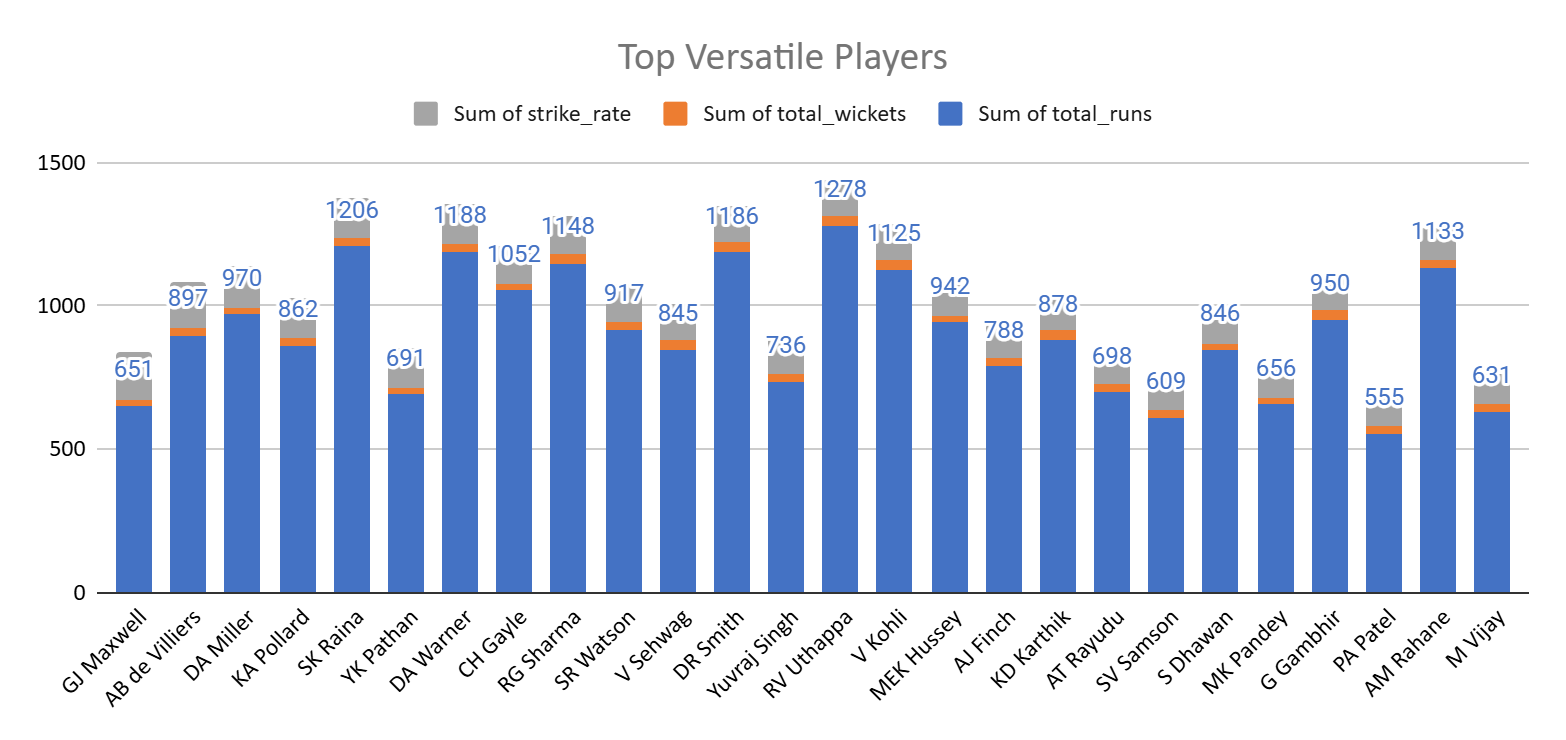 Top Versatile Players
Sum of strike_rate Sum of total_wickets Sum of total_runs
1500
1000
500
0
651
897
970
862
1206
691
1188
1052
1148
917
845
1186
736
1278
1125
942
788
878
698
609
846
656
950
555
1133
631
GJ Maxwell
AB de Villiers
DA Miller
KA Pollard
SK Raina
YK Pathan
DA Warner
CH Gayle
RG Sharma
SR Watson
V Sehwag
DR Smith
Yuvraj Singh
RV Uthappa
V Kohli
MEK Hussey
AJ Finch
KD Karthik
AT Rayudu
SV Samson
S Dhawan
MK Pandey
G Gambhir
PA Patel
AM Rahane
M Vijay